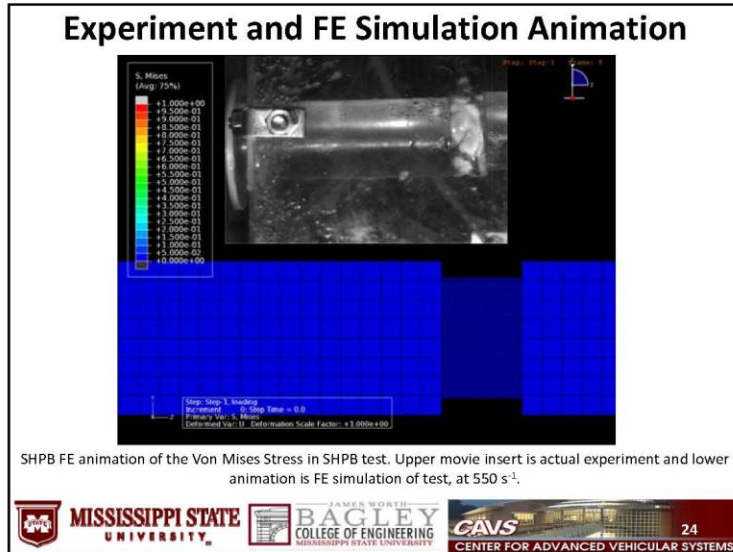 Experiment and FE Simulation Animation
S, Mises
(Avg: 75%)
+1.000e+00
+9.500e-01
+9.000e-01
+8.500e-01
+8.000e-01
+7.500e-01
+7.000e-01
+6.500e-01
+6.000e-01
+5.500e-01
+5.000e-01
+4.500e-01
+4.000e-01
+3.500e-01
+3.000e-01
+2.500e-01
+2.000e-01
+1.500e-01
+1.000e-01
+5.000e-02
+0.000e+00
Step: Step-1
Z
Y
Z
Step: Step-1, loading
Increment 0: Step Time = 0.0
Primary Var: S, Mises
Deformed Var: U Deformation Scale Factor: +1.000e+00
SHPB FE animation of the Von Mises Stress in SHPB test. Upper movie insert is actual experiment and lower
animation is FE simulation of test, at 550 s⁻¹.
MISSISSIPPI STATE
UNIVERSITY
JAMES WORTH
BAGLEY
COLLEGE OF ENGINEERING
MISSISSIPPI STATE UNIVERSITY
CAVS
CENTER FOR ADVANCED VEHICULAR SYSTEMS
24